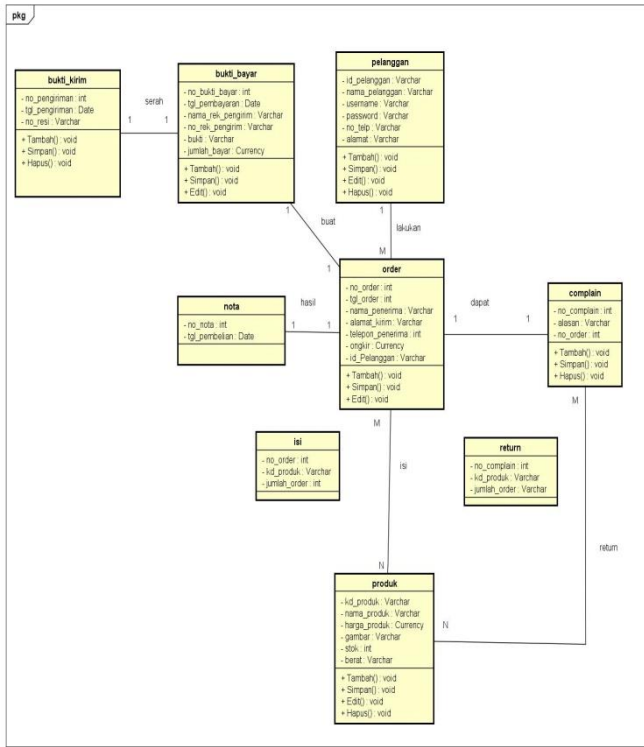 pkg
bukti_kirim
- no_pengiriman : int
- tgl_pengiriman : Date
- no_resi : Varchar
+ Tambah() : void
+ Simpan() : void
+ Hapus() : void
1
serah
1
bukti_bayar
- no_bukti_bayar : int
- tgl_pembayaran : Date
- nama_rek_pengirim : Varchar
- no_rek_pengirim : Varchar
- bukti : Varchar
- jumlah_bayar : Currency
+ Tambah() : void
+ Simpan() : void
+ Edit() : void
pelanggan
- id_pelanggan : Varchar
- nama_pelanggan : Varchar
- username : Varchar
- password : Varchar
- no_telp : Varchar
- alamat : Varchar
+ Tambah() : void
+ Simpan() : void
+ Edit() : void
+ Hapus() : void
1
buat
1
1
lakukan
M
nota
- no_nota : int
- tgl_pembelian : Date
hasil
1
1
order
- no_order : int
- tgl_order : int
- nama_penerima : Varchar
- alamat_kirim : Varchar
- telepon_penerima : int
- ongkir : Currency
- id_Pelanggan : Varchar
+ Tambah() : void
+ Simpan() : void
+ Edit() : void
dapat
1
1
complain
- no_complain : int
- alasan : Varchar
- no_order : int
+ Tambah() : void
+ Simpan() : void
+ Hapus() : void
M
M
isi
- no_order : int
- kd_produk : Varchar
- jumlah_order : int
isi
return
- no_complain : int
- kd_produk : Varchar
- jumlah_order : Varchar
return
N
produk
- kd_produk : Varchar
- nama_produk : Varchar
- harga_produk : Currency
- gambar : Varchar
- stok : int
- berat : Varchar
+ Tambah() : void
+ Simpan() : void
+ Edit() : void
+ Hapus() : void
N